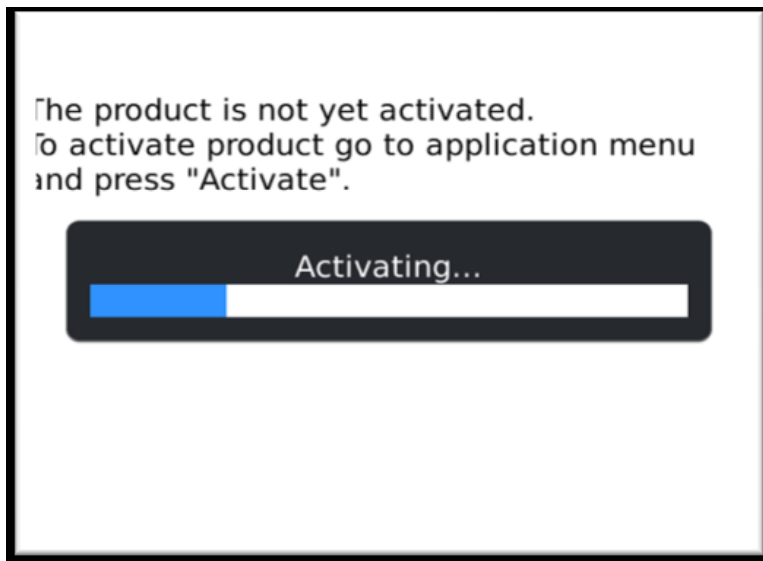 The product is not yet activated.
To activate product go to application menu
and press "Activate".
Activating...